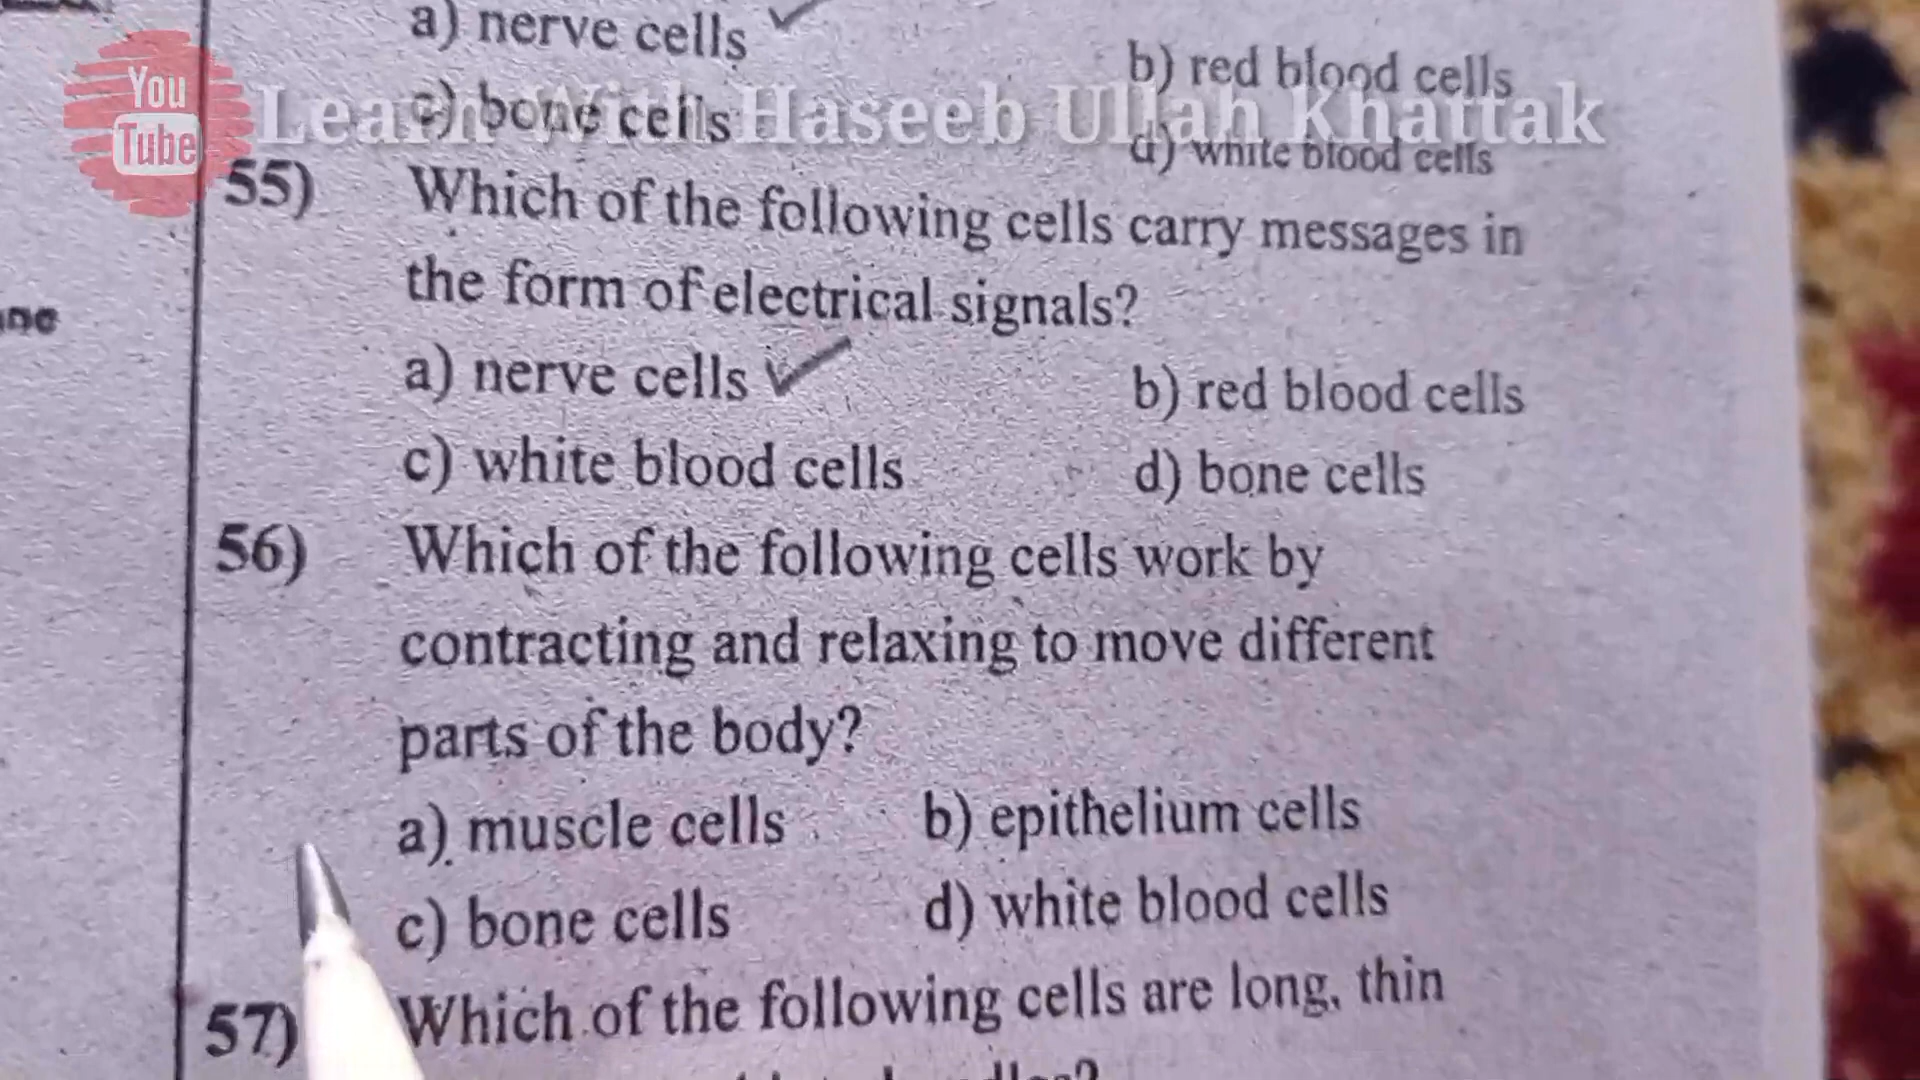 a) nerve cells
b) red blood cells
c) bone cells
d) white blood cells
You
Tube
Learn With Haseeb Ullah Khattak
55) Which of the following cells carry messages in
the form of electrical signals?
a) nerve cells b) red blood cells
c) white blood cells d) bone cells
56) Which of the following cells work by
contracting and relaxing to move different
parts of the body?
a) muscle cells b) epithelium cells
c) bone cells d) white blood cells
57) Which of the following cells are long, thin